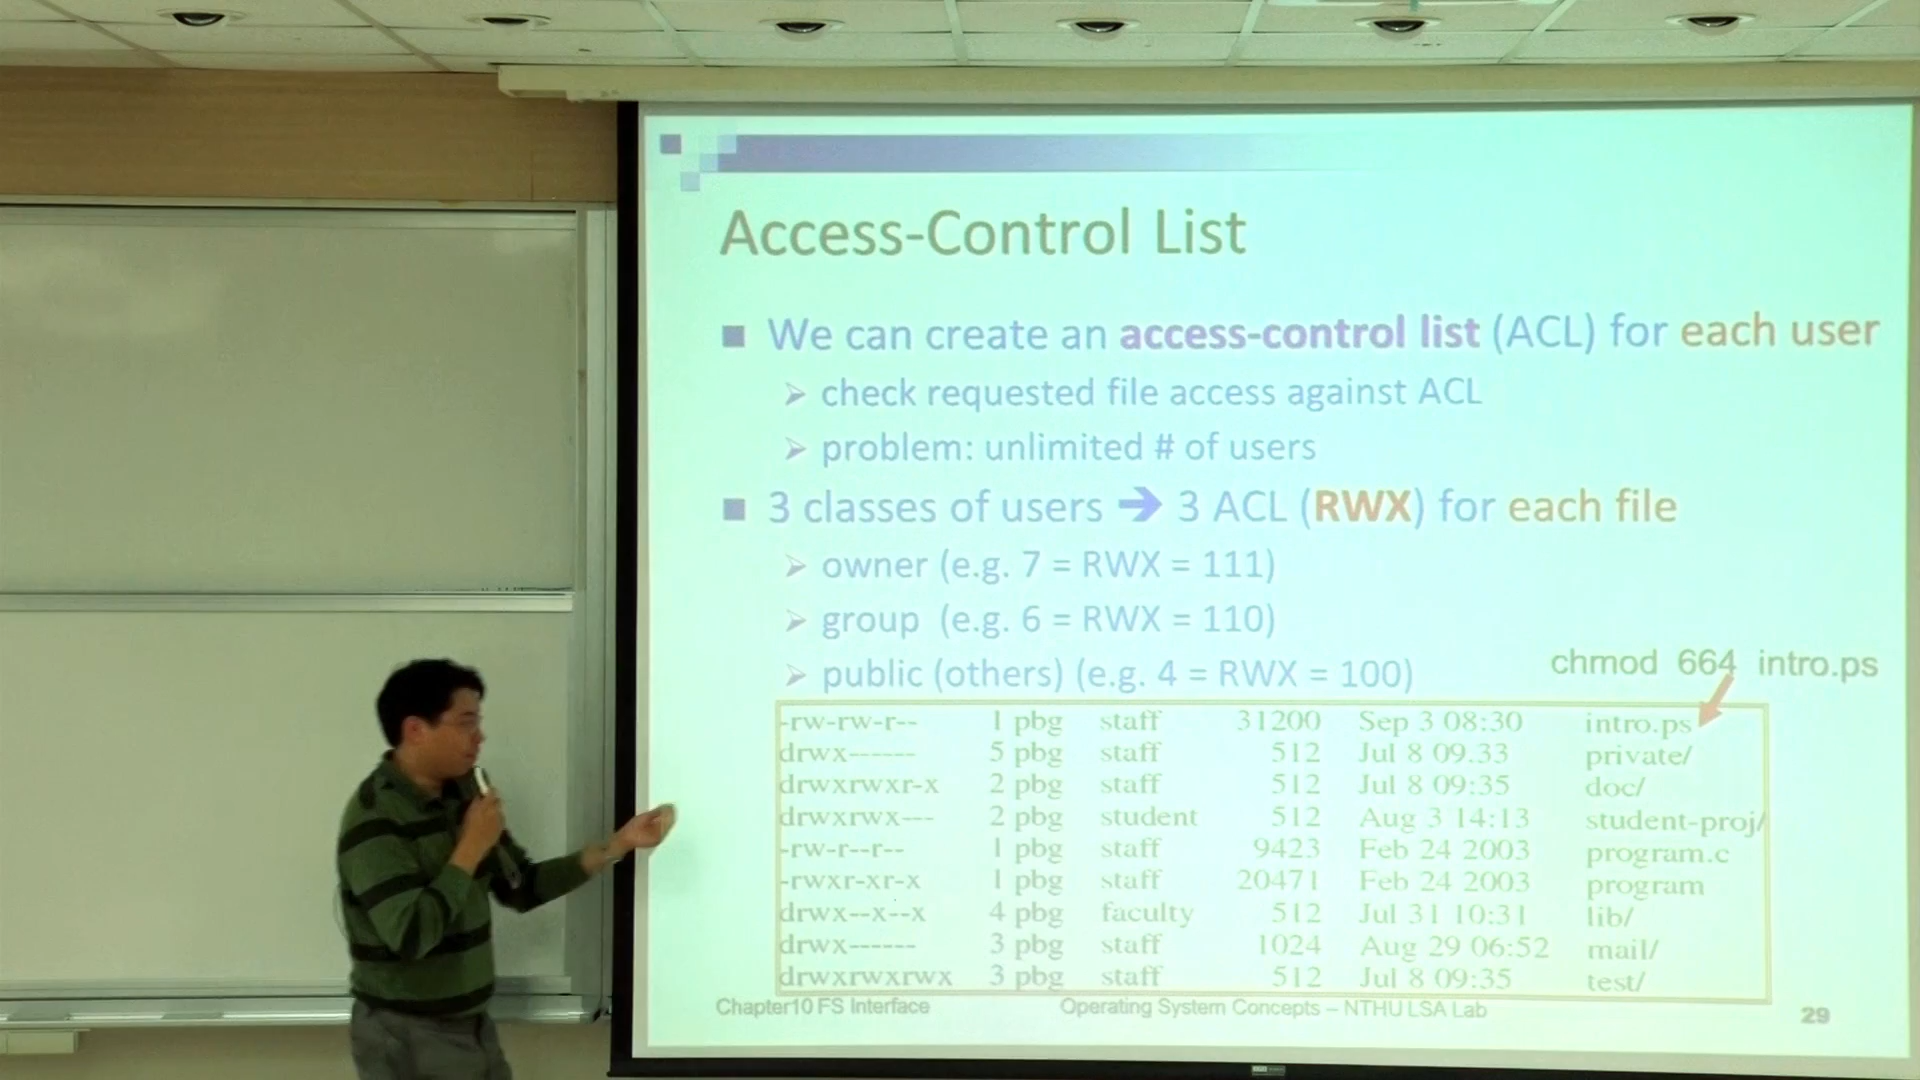 Access-Control List
We can create an access-control list (ACL) for each user
check requested file access against ACL
problem: unlimited # of users
3 classes of users ➔ 3 ACL (RWX) for each file
owner (e.g. 7 = RWX = 111)
group (e.g. 6 = RWX = 110)
public (others) (e.g. 4 = RWX = 100)
chmod 664 intro.ps
-rw-rw-r-- 1 pbg staff 31200 Sep 3 08:30 intro.ps
drwx------ 5 pbg staff 512 Jul 8 09.33 private/
drwxrwxr-x 2 pbg staff 512 Jul 8 09:35 doc/
drwxrwx--- 2 pbg student 512 Aug 3 14:13 student-proj/
-rw-r--r-- 1 pbg staff 9423 Feb 24 2003 program.c
-rwxr-xr-x 1 pbg staff 20471 Feb 24 2003 program
drwx--x--x 4 pbg faculty 512 Jul 31 10:31 lib/
drwx------ 3 pbg staff 1024 Aug 29 06:52 mail/
drwxrwxrwx 3 pbg staff 512 Jul 8 09:35 test/
Chapter10 FS Interface Operating System Concepts – NTHU LSA Lab 29